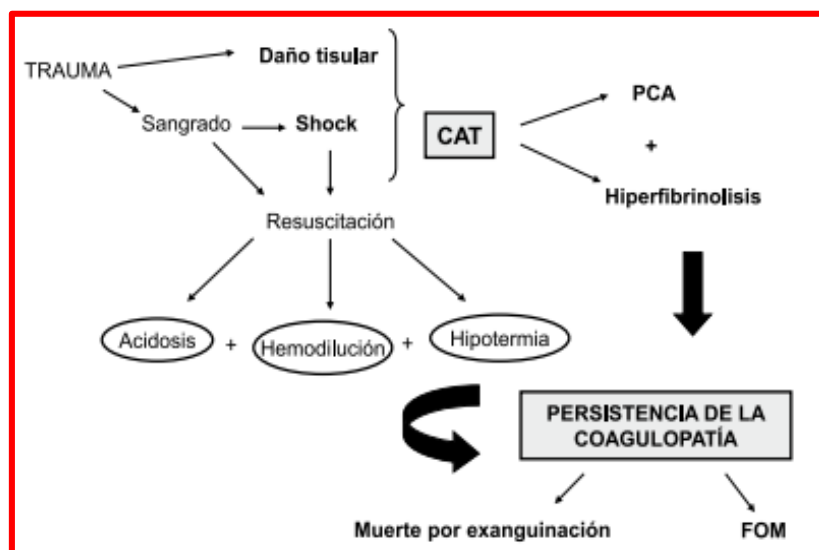 TRAUMA
Daño tisular
Sangrado
Shock
CAT
PCA
+
Hiperfibrinolisis
Resuscitación
Acidosis + Hemodilución + Hipotermia
PERSISTENCIA DE LA
COAGULOPATÍA
Muerte por exanguinación
FOM